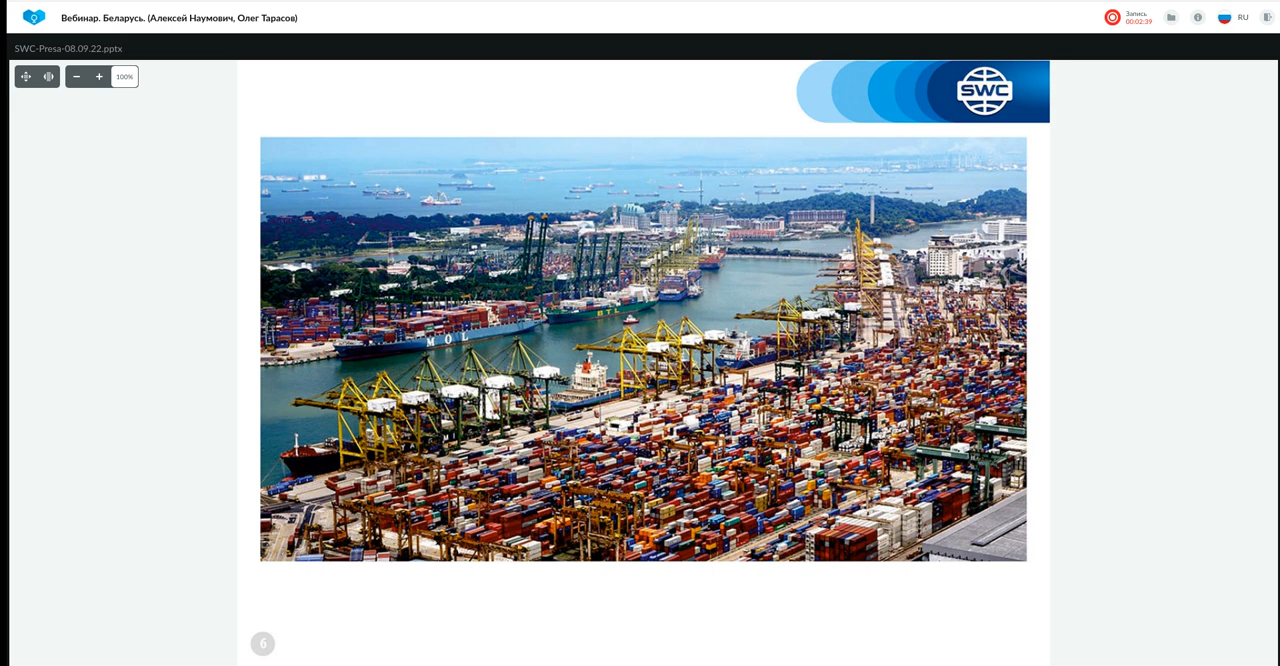 Вебинар. Беларусь. (Алексей Наумович, Олег Тарасов)
Запись
00:02:39
RU
SWC-Presa-08.09.22.pptx
100%
SWC
MOL
6